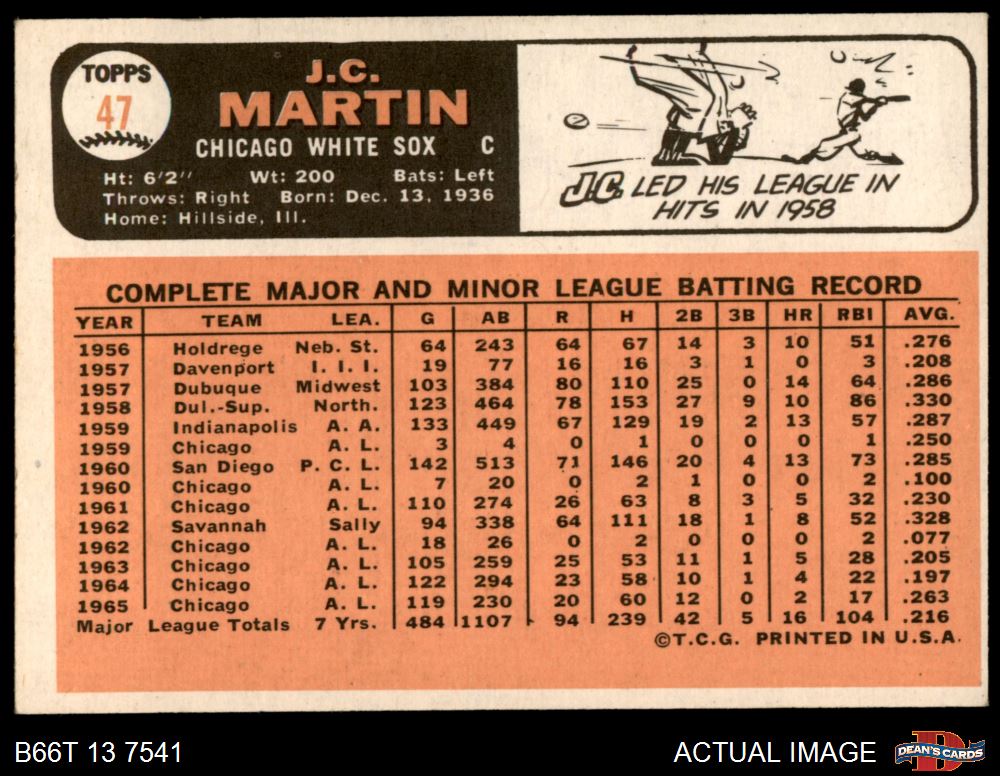 TOPPS
47
J.C.
MARTIN
CHICAGO WHITE SOX C
Ht: 6'2" Wt: 200 Bats: Left
Throws: Right Born: Dec. 13, 1936
Home: Hillside, Ill.
J.C. LED HIS LEAGUE IN
HITS IN 1958
COMPLETE MAJOR AND MINOR LEAGUE BATTING RECORD
YEAR TEAM LEA. G AB R H 2B 3B HR RBI AVG.
1956 Holdrege Neb. St. 64 243 64 67 14 3 10 51 .276
1957 Davenport I. I. I. 19 77 16 16 3 1 0 3 .208
1957 Dubuque Midwest 103 384 80 110 25 0 14 64 .286
1958 Dul.-Sup. North. 123 464 78 153 27 9 10 86 .330
1959 Indianapolis A. A. 133 449 67 129 19 2 13 57 .287
1959 Chicago A. L. 3 4 0 1 0 0 0 1 .250
1960 San Diego P. C. L. 142 513 71 146 20 4 13 73 .285
1960 Chicago A. L. 7 20 0 2 1 0 0 2 .100
1961 Chicago A. L. 110 274 26 63 8 3 5 32 .230
1962 Savannah Sally 94 338 64 111 18 1 8 52 .328
1962 Chicago A. L. 18 26 0 2 0 0 0 2 .077
1963 Chicago A. L. 105 259 25 53 11 1 5 28 .205
1964 Chicago A. L. 122 294 23 58 10 1 4 22 .197
1965 Chicago A. L. 119 230 20 60 12 0 2 17 .263
Major League Totals 7 Yrs. 484 1107 94 239 42 5 16 104 .216
©T.C.G. PRINTED IN U.S.A.
B66T 13 7541 ACTUAL IMAGE DEAN'S CARDS